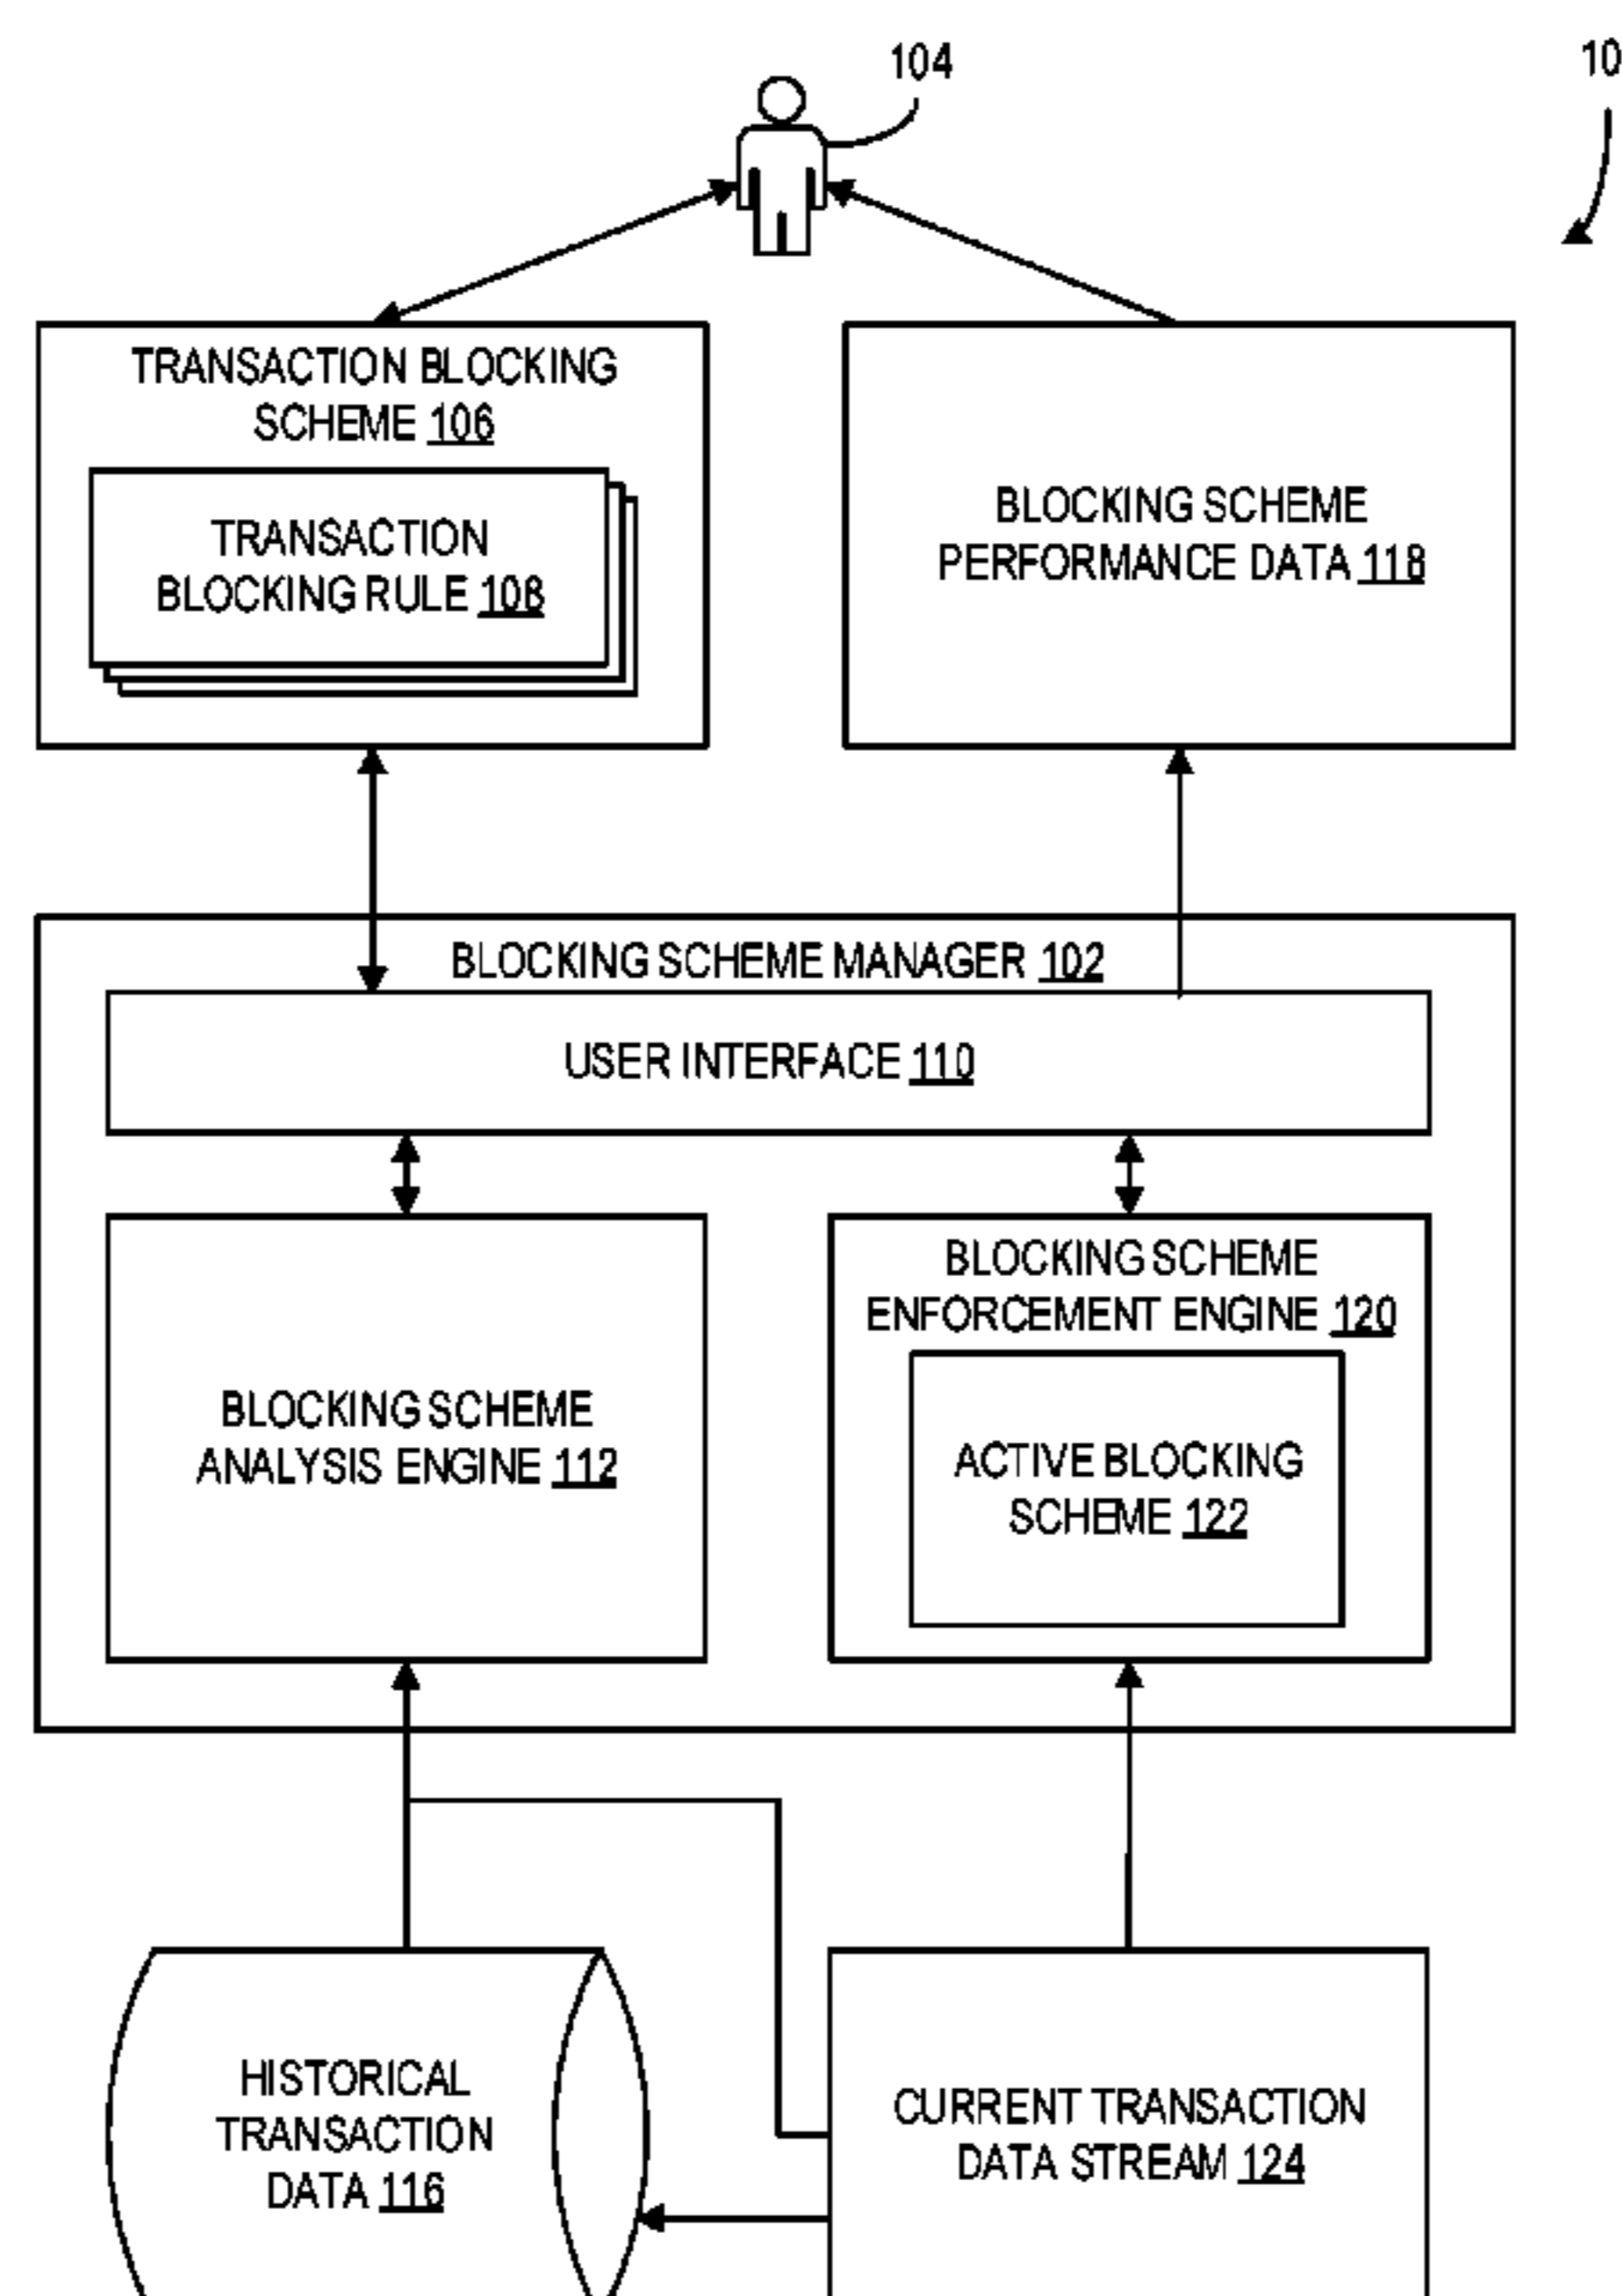 104
10
TRANSACTION BLOCKING
SCHEME 106
TRANSACTION
BLOCKING RULE 108
BLOCKING SCHEME
PERFORMANCE DATA 118
BLOCKING SCHEME MANAGER 102
USER INTERFACE 110
BLOCKING SCHEME
ANALYSIS ENGINE 112
BLOCKING SCHEME
ENFORCEMENT ENGINE 120
ACTIVE BLOCKING
SCHEME 122
HISTORICAL
TRANSACTION
DATA 116
CURRENT TRANSACTION
DATA STREAM 124